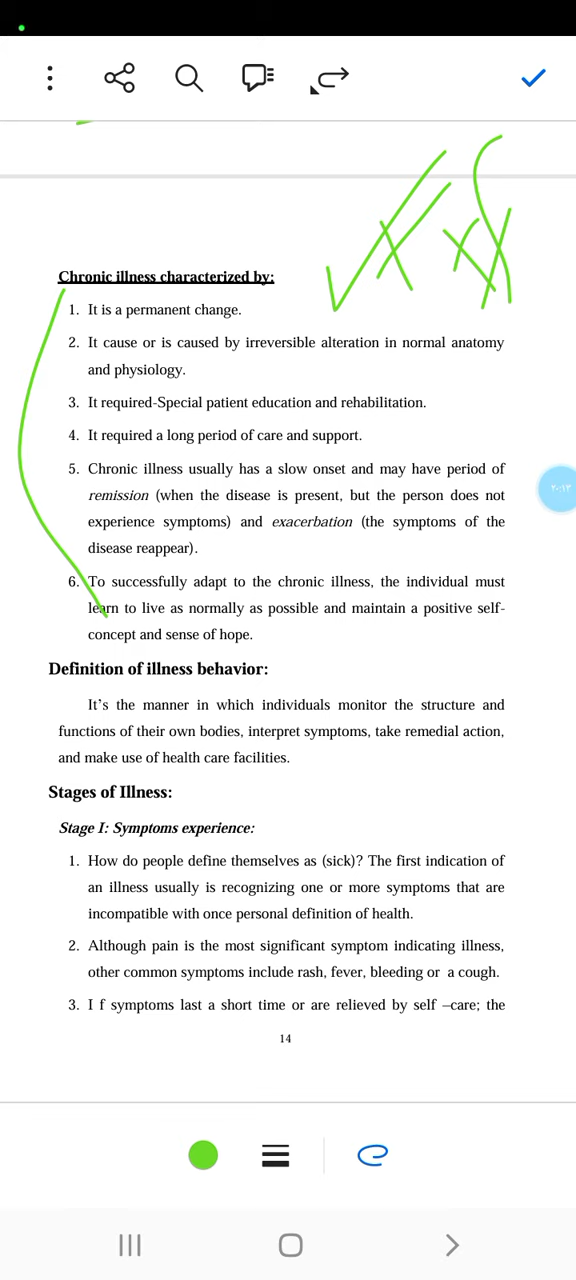 Chronic illness characterized by:
1. It is a permanent change.
2. It cause or is caused by irreversible alteration in normal anatomy
and physiology.
3. It required-Special patient education and rehabilitation.
4. It required a long period of care and support.
5. Chronic illness usually has a slow onset and may have period of
remission (when the disease is present, but the person does not
experience symptoms) and exacerbation (the symptoms of the
disease reappear).
٢٠:١٣
6. To successfully adapt to the chronic illness, the individual must
learn to live as normally as possible and maintain a positive self-
concept and sense of hope.
Definition of illness behavior:
It's the manner in which individuals monitor the structure and
functions of their own bodies, interpret symptoms, take remedial action,
and make use of health care facilities.
Stages of Illness:
Stage I: Symptoms experience:
1. How do people define themselves as (sick)? The first indication of
an illness usually is recognizing one or more symptoms that are
incompatible with once personal definition of health.
2. Although pain is the most significant symptom indicating illness,
other common symptoms include rash, fever, bleeding or a cough.
3. I f symptoms last a short time or are relieved by self –care; the
14